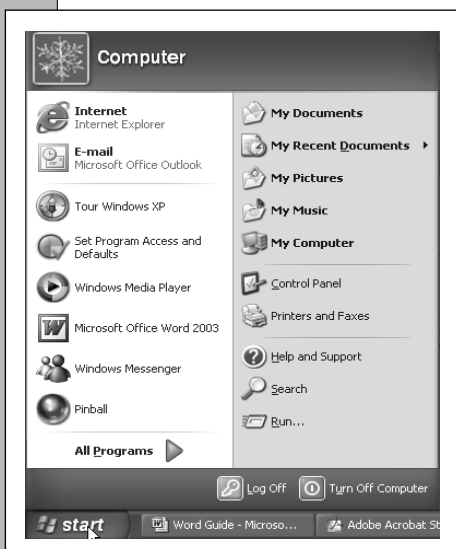 Computer
Internet
Internet Explorer
E-mail
Microsoft Office Outlook
Tour Windows XP
Set Program Access and
Defaults
Windows Media Player
Microsoft Office Word 2003
Windows Messenger
Pinball
All Programs
My Documents
My Recent Documents
My Pictures
My Music
My Computer
Control Panel
Printers and Faxes
Help and Support
Search
Run...
Log Off
Turn Off Computer
start
Word Guide - Microso...
Adobe Acrobat St